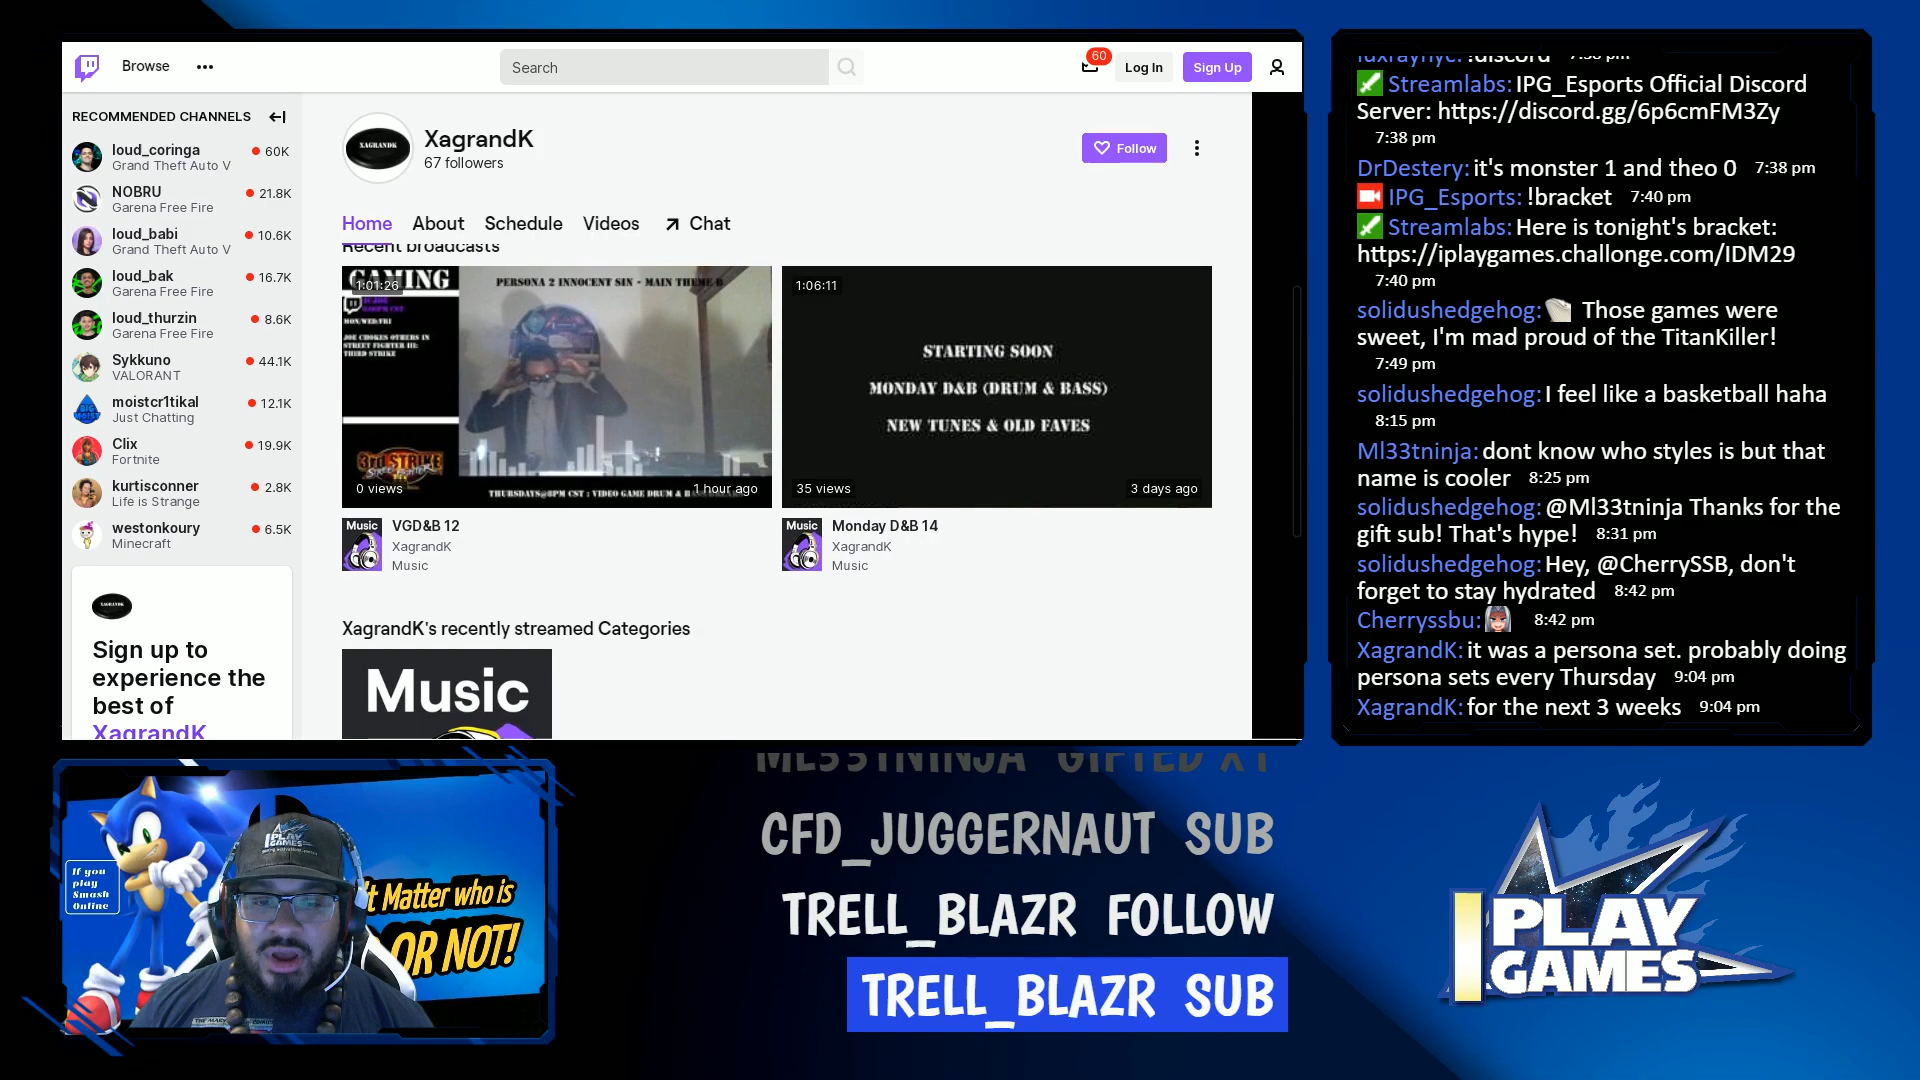 Browse
Search
60
Log In
Sign Up
RECOMMENDED CHANNELS
loud_coringa
60K
Grand Theft Auto V
NOBRU
21.8K
Garena Free Fire
loud_babi
10.6K
Grand Theft Auto V
loud_bak
16.7K
Garena Free Fire
loud_thurzin
8.6K
Garena Free Fire
Sykkuno
44.1K
VALORANT
moistcr1tikal
12.1K
Just Chatting
Clix
19.9K
Fortnite
kurtisconner
2.8K
Life is Strange
westonkoury
6.5K
Minecraft
XAGRANDK
Sign up to
experience the
best of
XagrandK
XAGRANDK
XagrandK
67 followers
Follow
Home
About
Schedule
Videos
Chat
Recent broadcasts
GAMING
1:01:26
PERSONA 2 INNOCENT SIN - MAIN THEME B
MON/WED/FRI
JOE CHOKES OTHERS IN
STREET FIGHTER III:
THIRD STRIKE
3rd STRIKE
0 views
1 hour ago
THURSDAYS@8PM CST : VIDEO GAME DRUM & B
1:06:11
STARTING SOON
MONDAY D&B (DRUM & BASS)
NEW TUNES & OLD FAVES
35 views
3 days ago
Music
VGD&B 12
XagrandK
Music
Music
Monday D&B 14
XagrandK
Music
XagrandK's recently streamed Categories
Music
luxraynyc: !discord 7:38 pm
Streamlabs: IPG_Esports Official Discord
Server: https://discord.gg/6p6cmFM3Zy
7:38 pm
DrDestery: it's monster 1 and theo 0 7:38 pm
IPG_Esports: !bracket 7:40 pm
Streamlabs: Here is tonight's bracket:
https://iplaygames.challonge.com/IDM29
7:40 pm
solidushedgehog: Those games were
sweet, I'm mad proud of the TitanKiller!
7:49 pm
solidushedgehog: I feel like a basketball haha
8:15 pm
Ml33tninja: dont know who styles is but that
name is cooler 8:25 pm
solidushedgehog: @Ml33tninja Thanks for the
gift sub! That's hype! 8:31 pm
solidushedgehog: Hey, @CherrySSB, don't
forget to stay hydrated 8:42 pm
Cherryssbu: 8:42 pm
XagrandK: it was a persona set. probably doing
persona sets every Thursday 9:04 pm
XagrandK: for the next 3 weeks 9:04 pm
If you
play
Smash
Online
I PLAY
GAMES
't Matter who is
OR NOT!
ML33TNINJA GIFTED X1
CFD_JUGGERNAUT SUB
TRELL_BLAZR FOLLOW
TRELL_BLAZR SUB
I PLAY
GAMES